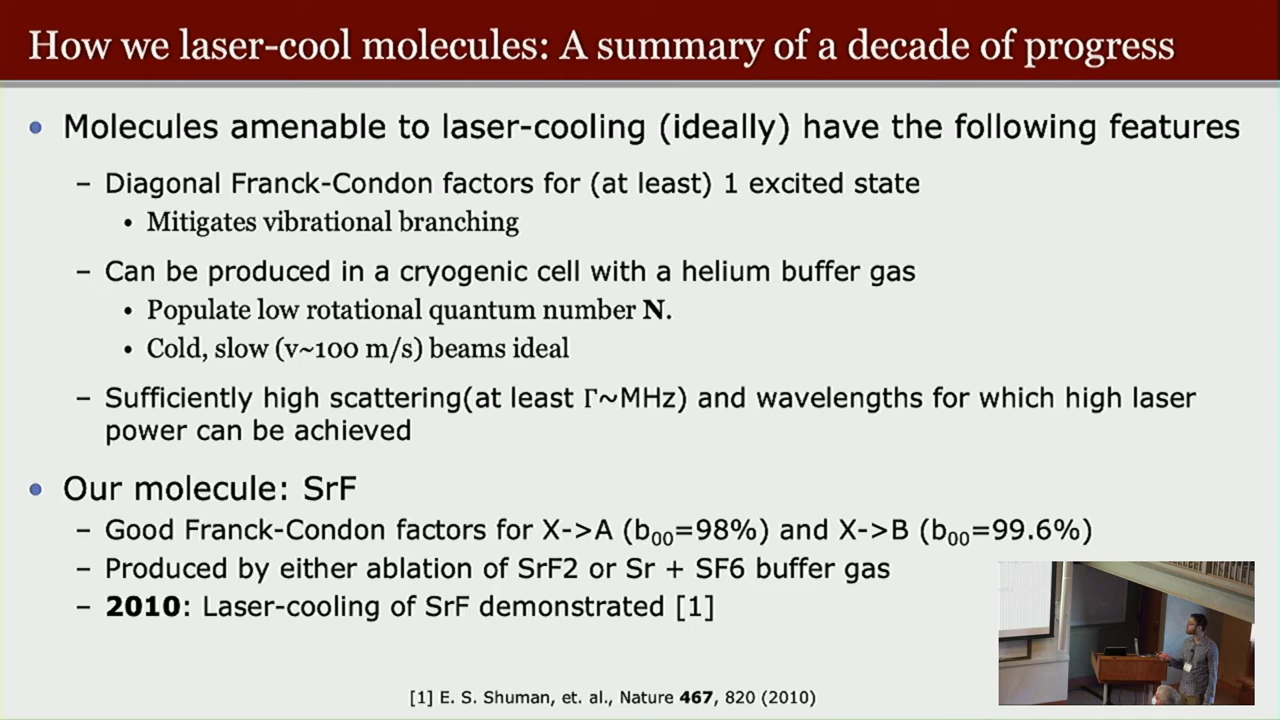 How we laser-cool molecules: A summary of a decade of progress
• Molecules amenable to laser-cooling (ideally) have the following features
– Diagonal Franck-Condon factors for (at least) 1 excited state
• Mitigates vibrational branching
– Can be produced in a cryogenic cell with a helium buffer gas
• Populate low rotational quantum number N.
• Cold, slow (v~100 m/s) beams ideal
– Sufficiently high scattering(at least Γ~MHz) and wavelengths for which high laser
power can be achieved
• Our molecule: SrF
– Good Franck-Condon factors for X->A (b₀₀=98%) and X->B (b₀₀=99.6%)
– Produced by either ablation of SrF2 or Sr + SF6 buffer gas
– 2010: Laser-cooling of SrF demonstrated [1]
[1] E. S. Shuman, et. al., Nature 467, 820 (2010)